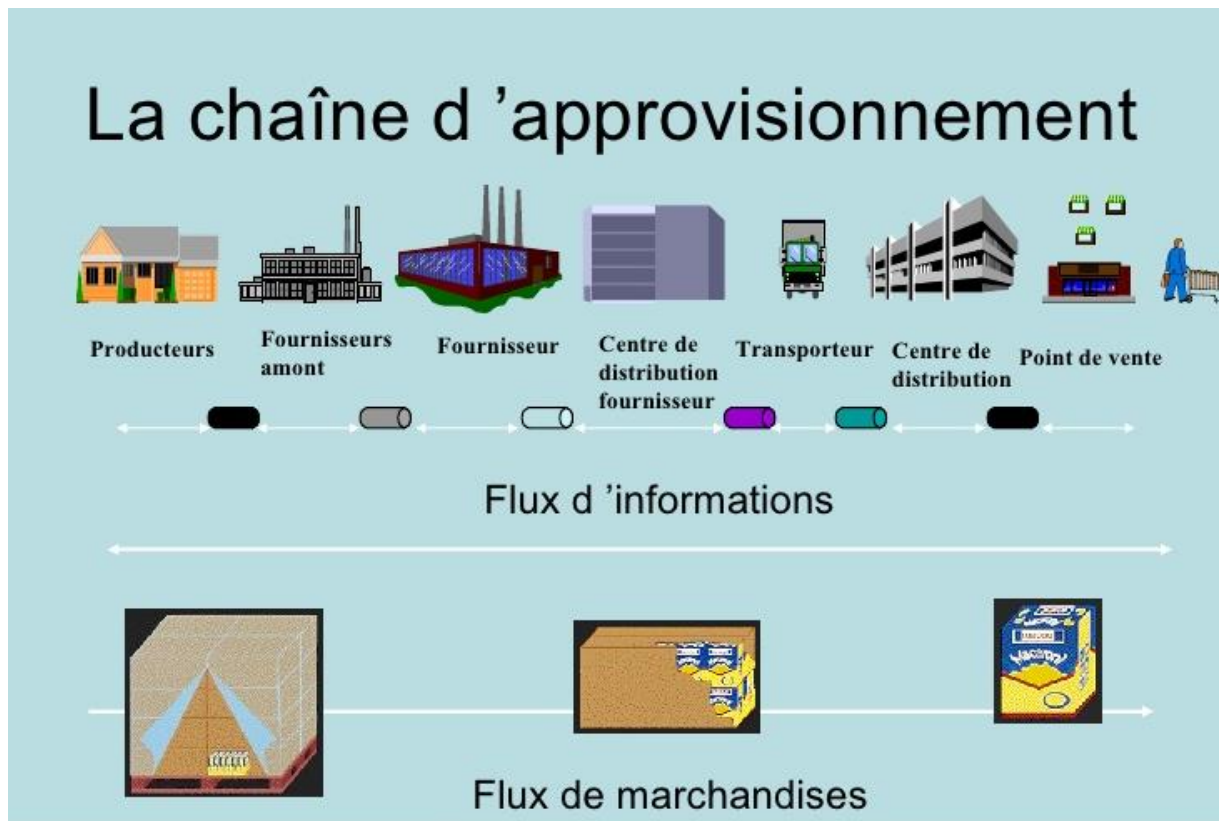 La chaîne d ’approvisionnement
Producteurs
Fournisseurs
amont
Fournisseur
Centre de
distribution
fournisseur
Transporteur
Centre de
distribution
Point de vente
Flux d ’informations
Macaroni
Flux de marchandises